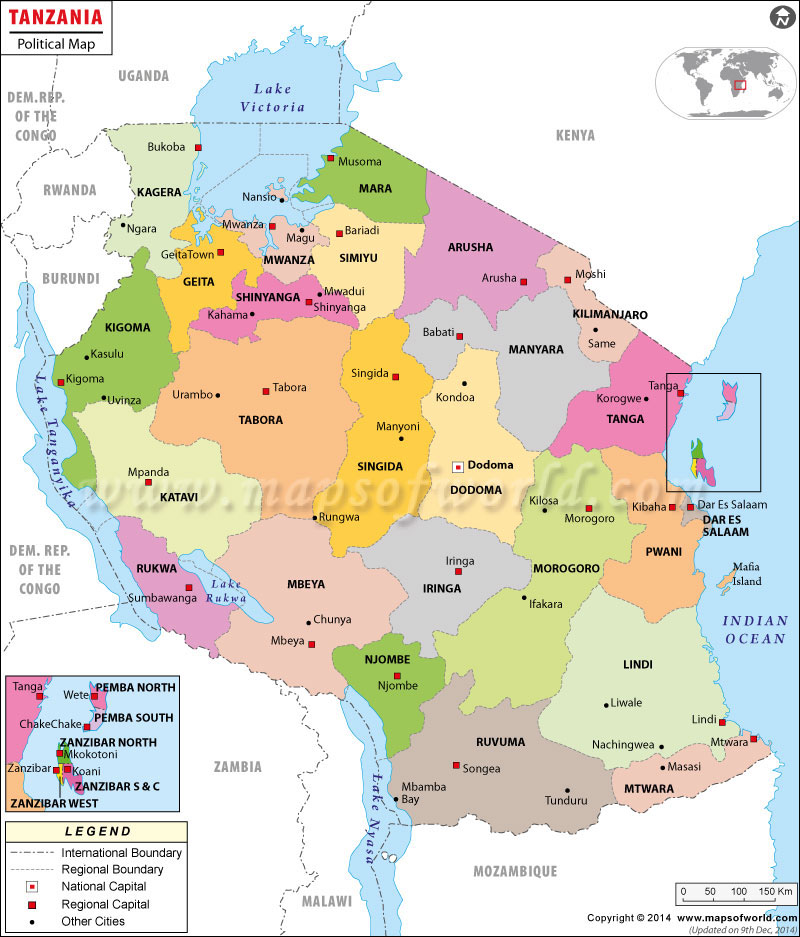 TANZANIA
Political Map
UGANDA
Lake
Victoria
DEM.REP.
OF THE
CONGO
KENYA
Bukoba
Musoma
RWANDA
KAGERA
MARA
Nansio
Ngara
Mwanza
Magu
Bariadi
GeitaTown
MWANZA
SIMIYU
ARUSHA
BURUNDI
GEITA
Arusha
Moshi
SHINYANGA
Mwadui
Shinyanga
Kahama
KILIMANJARO
KIGOMA
Babati
MANYARA
Same
Kasulu
Kigoma
Uvinza
Urambo
Tabora
TABORA
Singida
Kondoa
Tanga
Korogwe
TANGA
Manyoni
Lake Tanganyika
Mpanda
KATAVI
SINGIDA
Dodoma
DODOMA
www.mapsofworld.com
Rungwa
Kilosa
Morogoro
Kibaha
Dar Es Salaam
DAR ES
SALAAM
PWANI
DEM. REP.
OF THE
CONGO
RUKWA
Lake
Rukwa
Sumbawanga
MBEYA
Iringa
IRINGA
MOROGORO
Mafia
Island
Ifakara
Chunya
Mbeya
INDIAN
OCEAN
NJOMBE
Njombe
LINDI
Liwale
Lindi
Mtwara
Nachingwea
Masasi
MTWARA
RUVUMA
Songea
Tunduru
Mbamba
Bay
Lake Nyasa
ZAMBIA
MALAWI
MOZAMBIQUE
Tanga
Wete
PEMBA NORTH
ChakeChake
PEMBA SOUTH
ZANZIBAR NORTH
Mkokotoni
Zanzibar
Koani
ZANZIBAR S & C
ZANZIBAR WEST
LEGEND
International Boundary
Regional Boundary
National Capital
Regional Capital
Other Cities
0 50 100 150 Km
Copyright © 2014 www.mapsofworld.com
(Updated on 9th Dec, 2014)
N